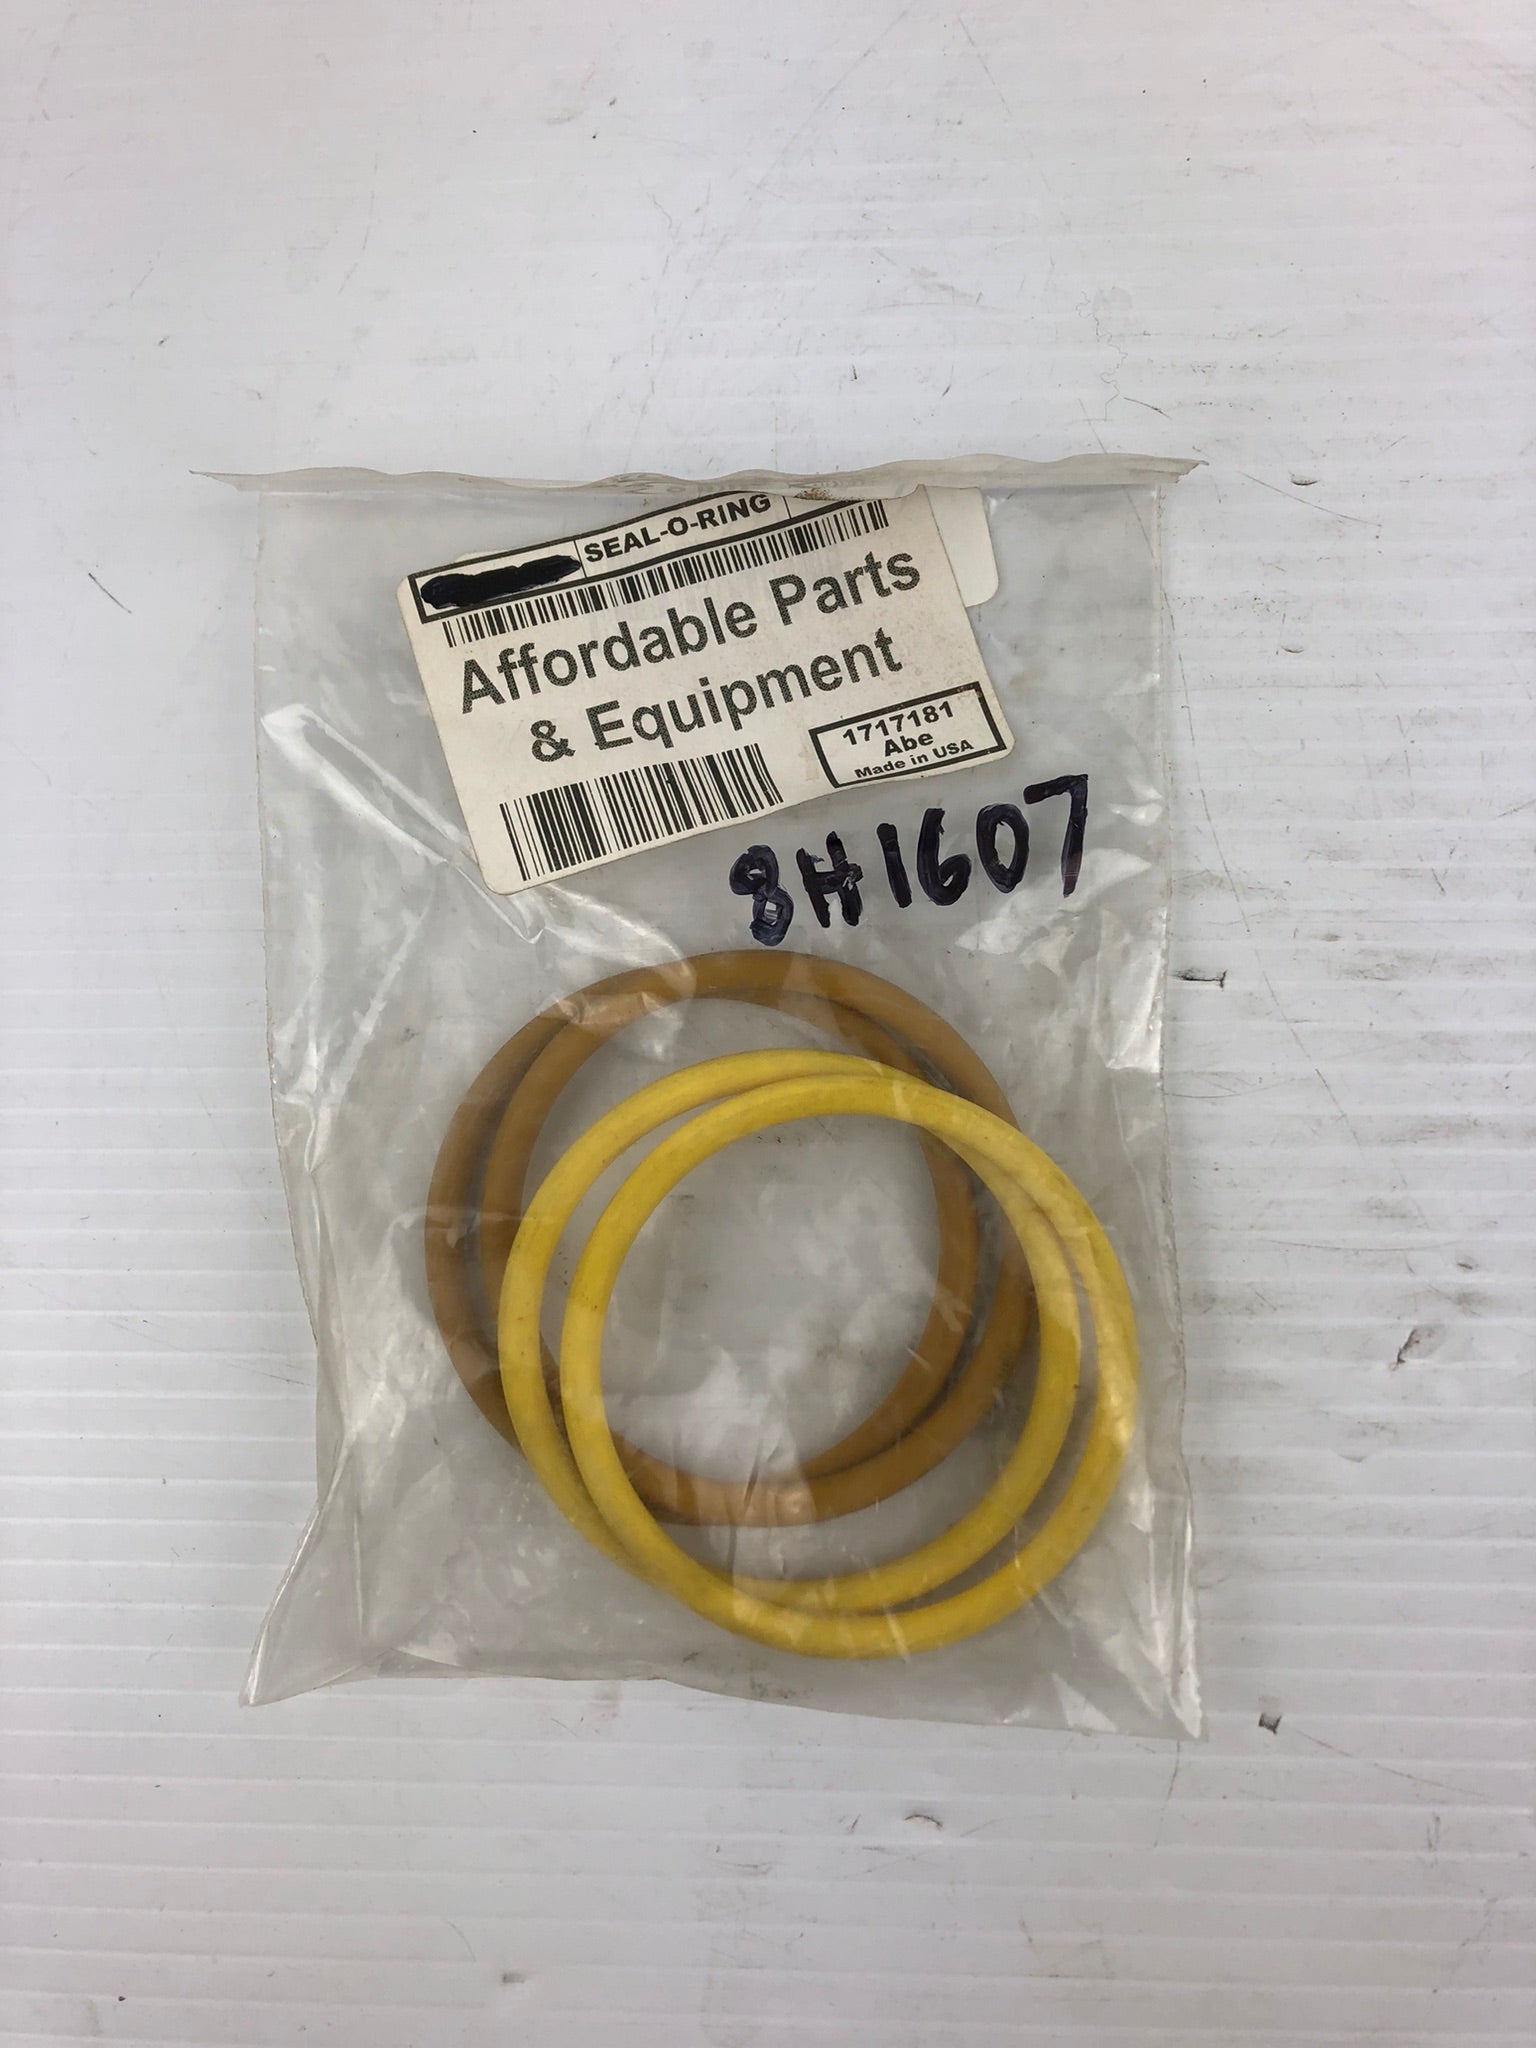 SEAL-O-RING
Affordable Parts
& Equipment
1717181
Abe
Made in USA
8H1607